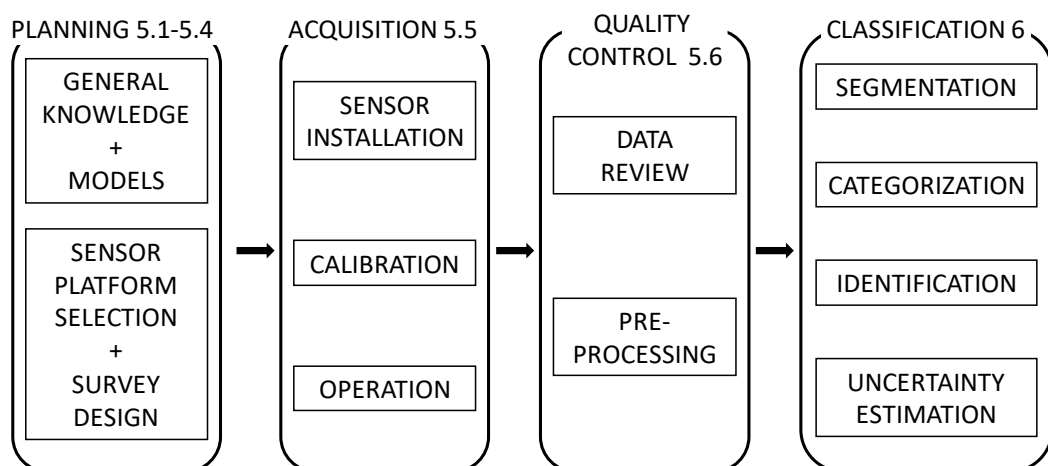 PLANNING 5.1-5.4
GENERAL
KNOWLEDGE
+
MODELS
SENSOR
PLATFORM
SELECTION
+
SURVEY
DESIGN
ACQUISITION 5.5
SENSOR
INSTALLATION
CALIBRATION
OPERATION
QUALITY
CONTROL 5.6
DATA
REVIEW
PRE-
PROCESSING
CLASSIFICATION 6
SEGMENTATION
CATEGORIZATION
IDENTIFICATION
UNCERTAINTY
ESTIMATION